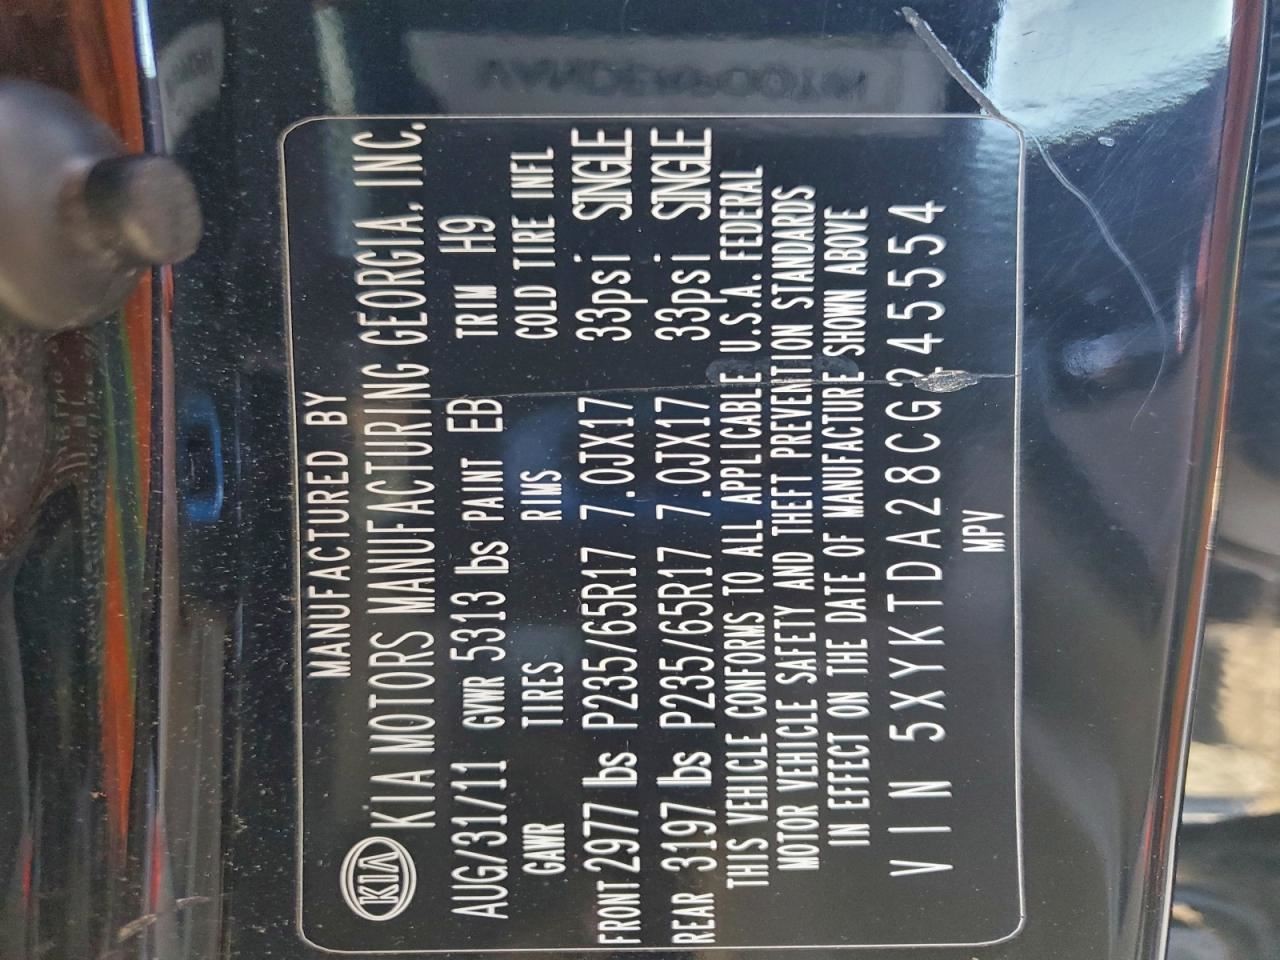 MANUFACTURED BY
KIA KIA MOTORS MANUFACTURING GEORGIA, INC.
AUG/31/11 GVWR 5313 lbs PAINT EB TRIM H9
GAWR TIRES RIMS COLD TIRE INFL
FRONT 2977 lbs P235/65R17 7.0JX17 33psi SINGLE
REAR 3197 lbs P235/65R17 7.0JX17 33psi SINGLE
THIS VEHICLE CONFORMS TO ALL APPLICABLE U.S.A. FEDERAL
MOTOR VEHICLE SAFETY AND THEFT PREVENTION STANDARDS
IN EFFECT ON THE DATE OF MANUFACTURE SHOWN ABOVE
VIN 5XYKTDA28CG245554
MPV